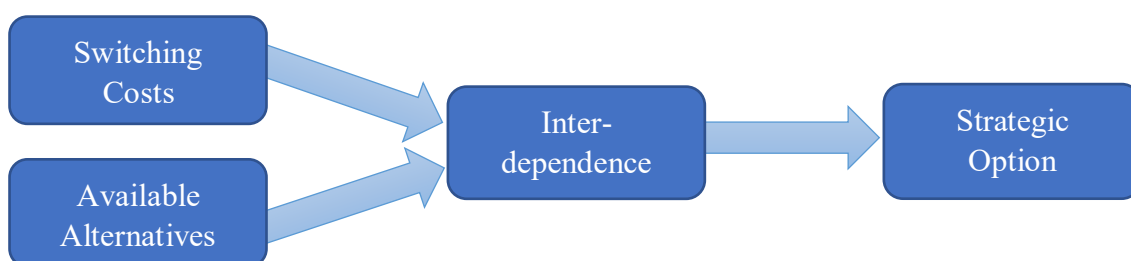 Switching
Costs
Available
Alternatives
Inter-
dependence
Strategic
Option